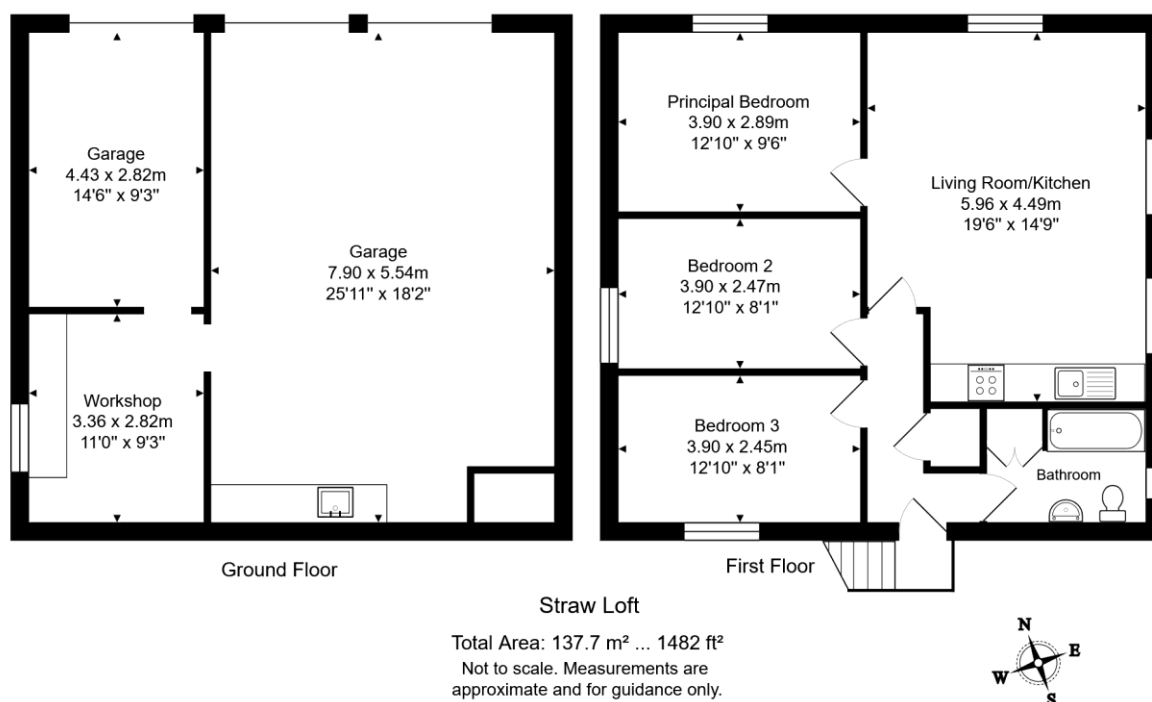 Garage
4.43 x 2.82m
14'6" x 9'3"
Garage
7.90 x 5.54m
25'11" x 18'2"
Workshop
3.36 x 2.82m
11'0" x 9'3"
Ground Floor
Principal Bedroom
3.90 x 2.89m
12'10" x 9'6"
Living Room/Kitchen
5.96 x 4.49m
19'6" x 14'9"
Bedroom 2
3.90 x 2.47m
12'10" x 8'1"
Bedroom 3
3.90 x 2.45m
12'10" x 8'1"
Bathroom
First Floor
Straw Loft
Total Area: 137.7 m² ... 1482 ft²
Not to scale. Measurements are
approximate and for guidance only.
N
E
W
S